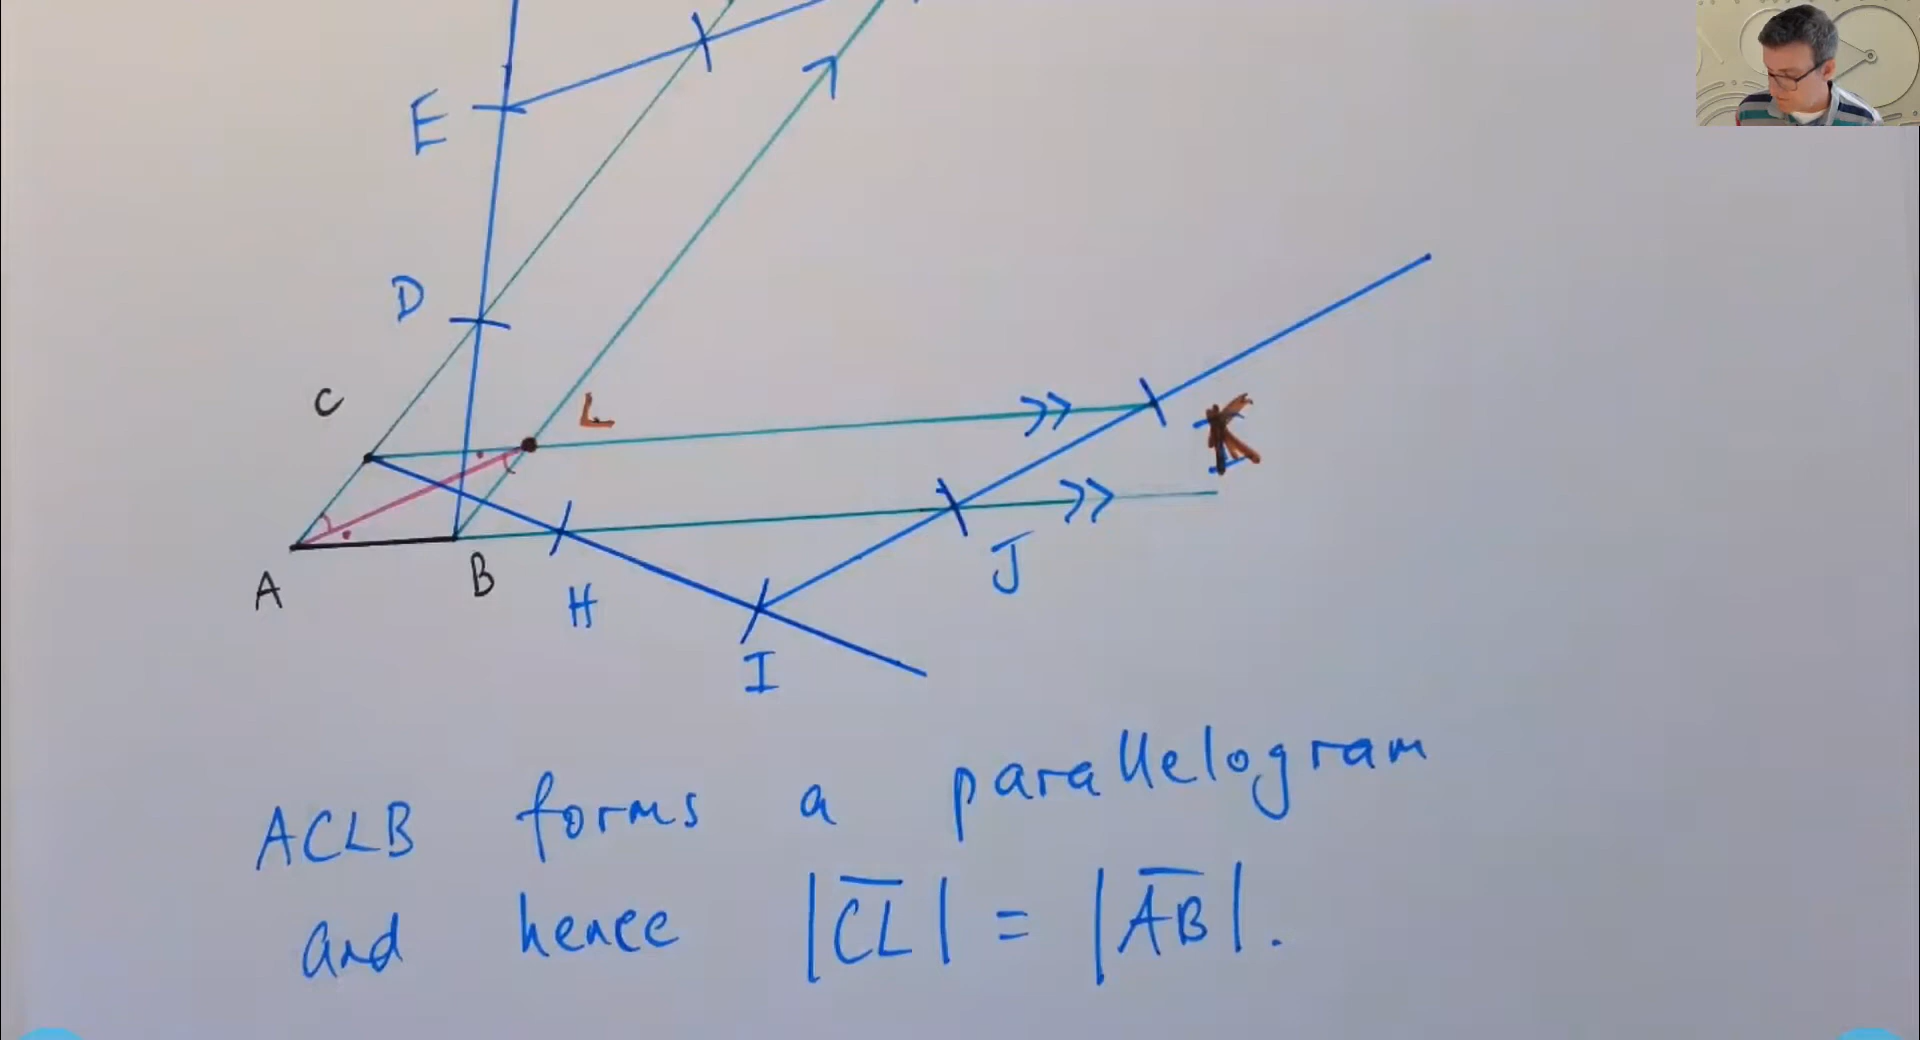 E
D
C
L
K
A
B
H
J
I
ACLB forms a parallelogram
and hence |CL| = |AB|.